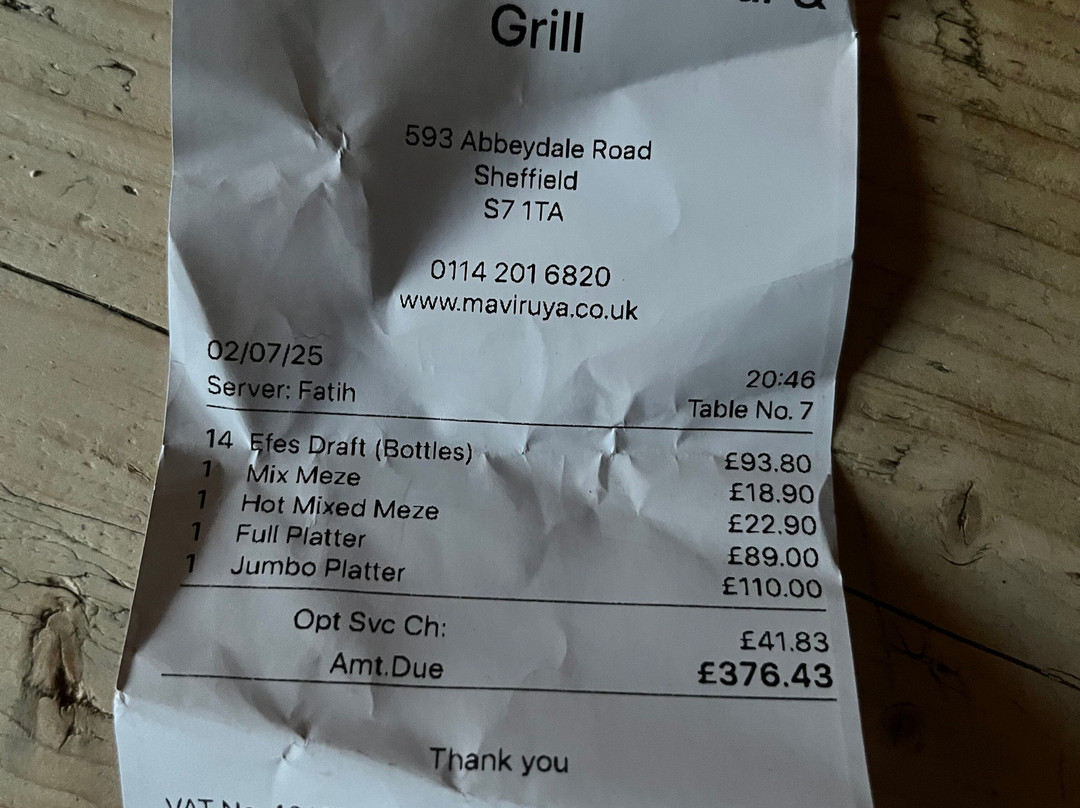 &
Grill
593 Abbeydale Road
Sheffield
S7 1TA
0114 201 6820
www.maviruya.co.uk
02/07/25 20:46
Server: Fatih Table No. 7
14 Efes Draft (Bottles) £93.80
1 Mix Meze £18.90
1 Hot Mixed Meze £22.90
1 Full Platter £89.00
1 Jumbo Platter £110.00
Opt Svc Ch: £41.83
Amt.Due £376.43
Thank you
VAT No